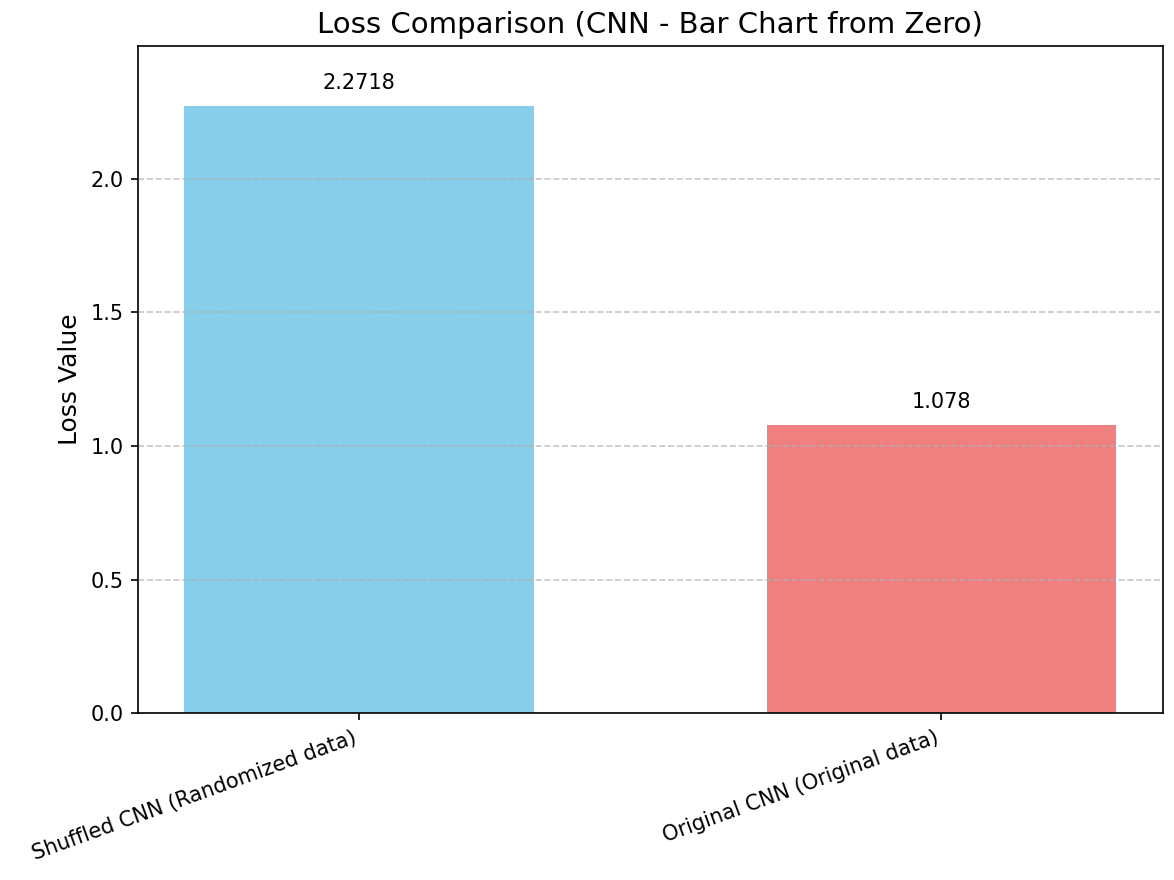 Loss Comparison (CNN - Bar Chart from Zero)
2.2718
1.078
2.0
1.5
1.0
0.5
0.0
Loss Value
Shuffled CNN (Randomized data)
Original CNN (Original data)